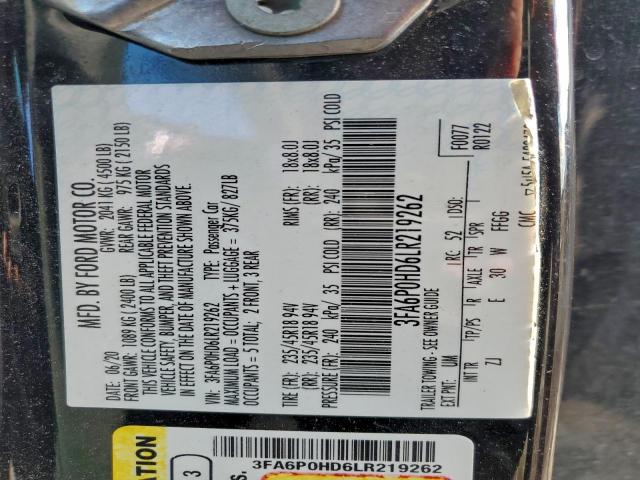 MFD. BY FORD MOTOR CO.
DATE: 06/20 GVWR: 2041 KG ( 4500 LB)
FRONT GAWR: 1089 KG ( 2400 LB) REAR GAWR: 975 KG ( 2150 LB)
THIS VEHICLE CONFORMS TO ALL APPLICABLE FEDERAL MOTOR
VEHICLE SAFETY, BUMPER, AND THEFT PREVENTION STANDARDS
IN EFFECT ON THE DATE OF MANUFACTURE SHOWN ABOVE.
VIN: 3FA6P0HD6LR219262 TYPE: Passenger Car
MAXIMUM LOAD = OCCUPANTS + LUGGAGE = 375KG/ 827LB
OCCUPANTS = 5 TOTAL; 2 FRONT, 3 REAR
TIRE (FR): 235/45R18 94V RIMS (FR): 18x8.0J
(RR): 235/45R18 94V (RR): 18x8.0J
PRESSURE (FR): 240 kPa/ 35 PSI COLD (RR): 240 kPa/ 35 PSI COLD
3FA6P0HD6LR219262
TRAILER TOWING - SEE OWNER GUIDE F0077
R0122
EXT PNT: UM RC: 52 DSO:
INT TR TP/PS R AXLE TR SPR
ZJ E 30 W FFGG
3FA6P0HD6LR219262
3